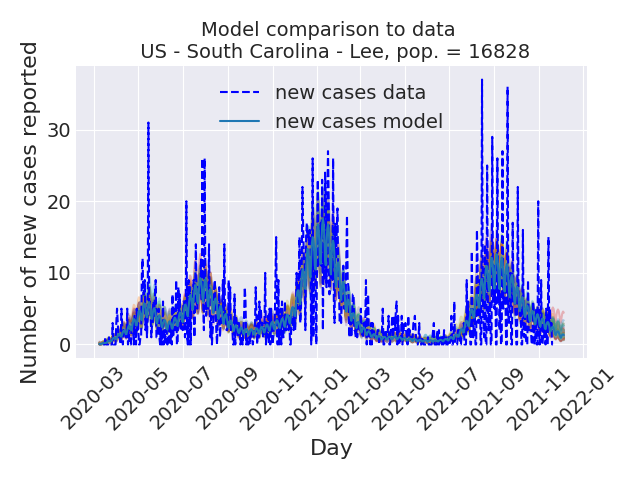 Model comparison to data
US - South Carolina - Lee, pop. = 16828
Number of new cases reported
new cases data
new cases model
30
20
10
0
2020-03
2020-05
2020-07
2020-09
2020-11
2021-01
2021-03
2021-05
2021-07
2021-09
2021-11
2022-01
Day